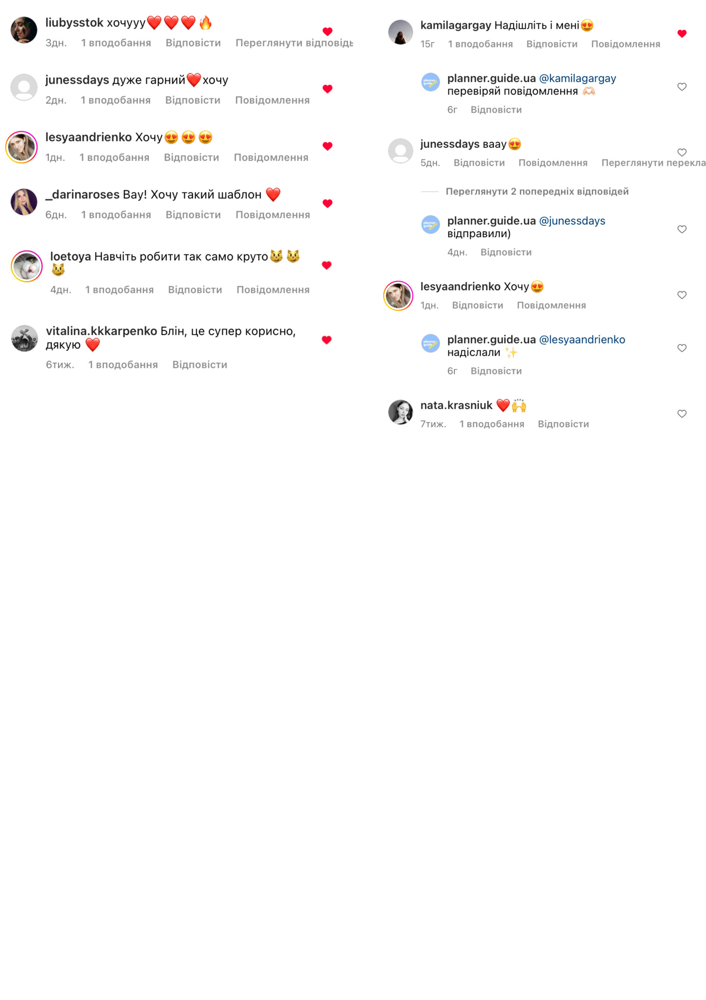 liubysstok хочууу❤️❤️❤️🔥
3дн. 1 вподобання Відповісти Переглянути відповідь
junessdays дуже гарний❤️хочу
2дн. 1 вподобання Відповісти Повідомлення
lesyaandrienko Хочу😍😍😍
1дн. 1 вподобання Відповісти Повідомлення
_darinaroses Вау! Хочу такий шаблон ❤️
6дн. 1 вподобання Відповісти Повідомлення
loetoya Навчіть робити так само круто😼😼
😼
4дн. 1 вподобання Відповісти Повідомлення
vitalina.kkkarpenko Блін, це супер корисно,
дякую ❤️
6тиж. 1 вподобання Відповісти
kamilagargay Надішліть і мені😍
15г 1 вподобання Відповісти Повідомлення
planner.guide.ua @kamilagargay
перевіряй повідомлення 🫶🏻
6г Відповісти
junessdays ваау😍
5дн. Відповісти Повідомлення Переглянути перекла
Переглянути 2 попередніх відповідей
planner.guide.ua @junessdays
відправили)
4дн. Відповісти
lesyaandrienko Хочу😍
1дн. Відповісти Повідомлення
planner.guide.ua @lesyaandrienko
надіслали ✨
6г Відповісти
nata.krasniuk ❤️🙌
7тиж. 1 вподобання Відповісти